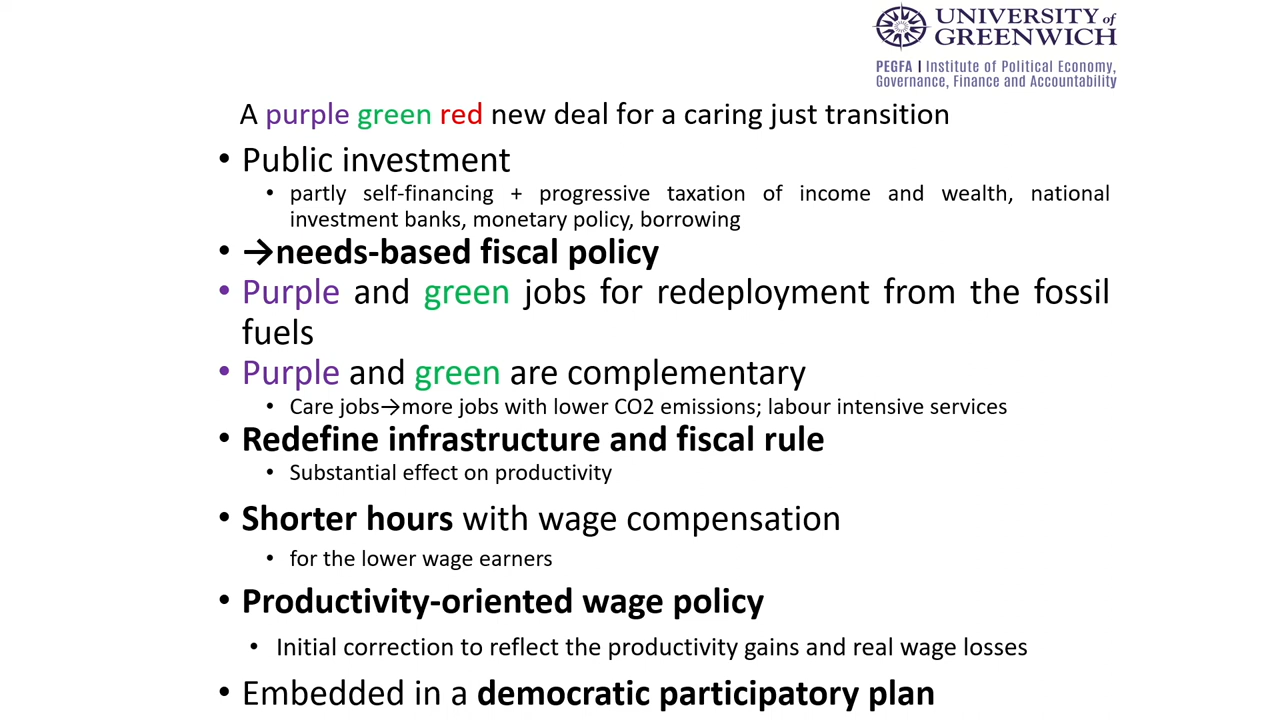 UNIVERSITY of
GREENWICH
PEGFA | Institute of Political Economy,
Governance, Finance and Accountability
A purple green red new deal for a caring just transition
• Public investment
• partly self-financing + progressive taxation of income and wealth, national
investment banks, monetary policy, borrowing
• →needs-based fiscal policy
• Purple and green jobs for redeployment from the fossil
fuels
• Purple and green are complementary
• Care jobs→more jobs with lower CO2 emissions; labour intensive services
• Redefine infrastructure and fiscal rule
• Substantial effect on productivity
• Shorter hours with wage compensation
• for the lower wage earners
• Productivity-oriented wage policy
• Initial correction to reflect the productivity gains and real wage losses
• Embedded in a democratic participatory plan